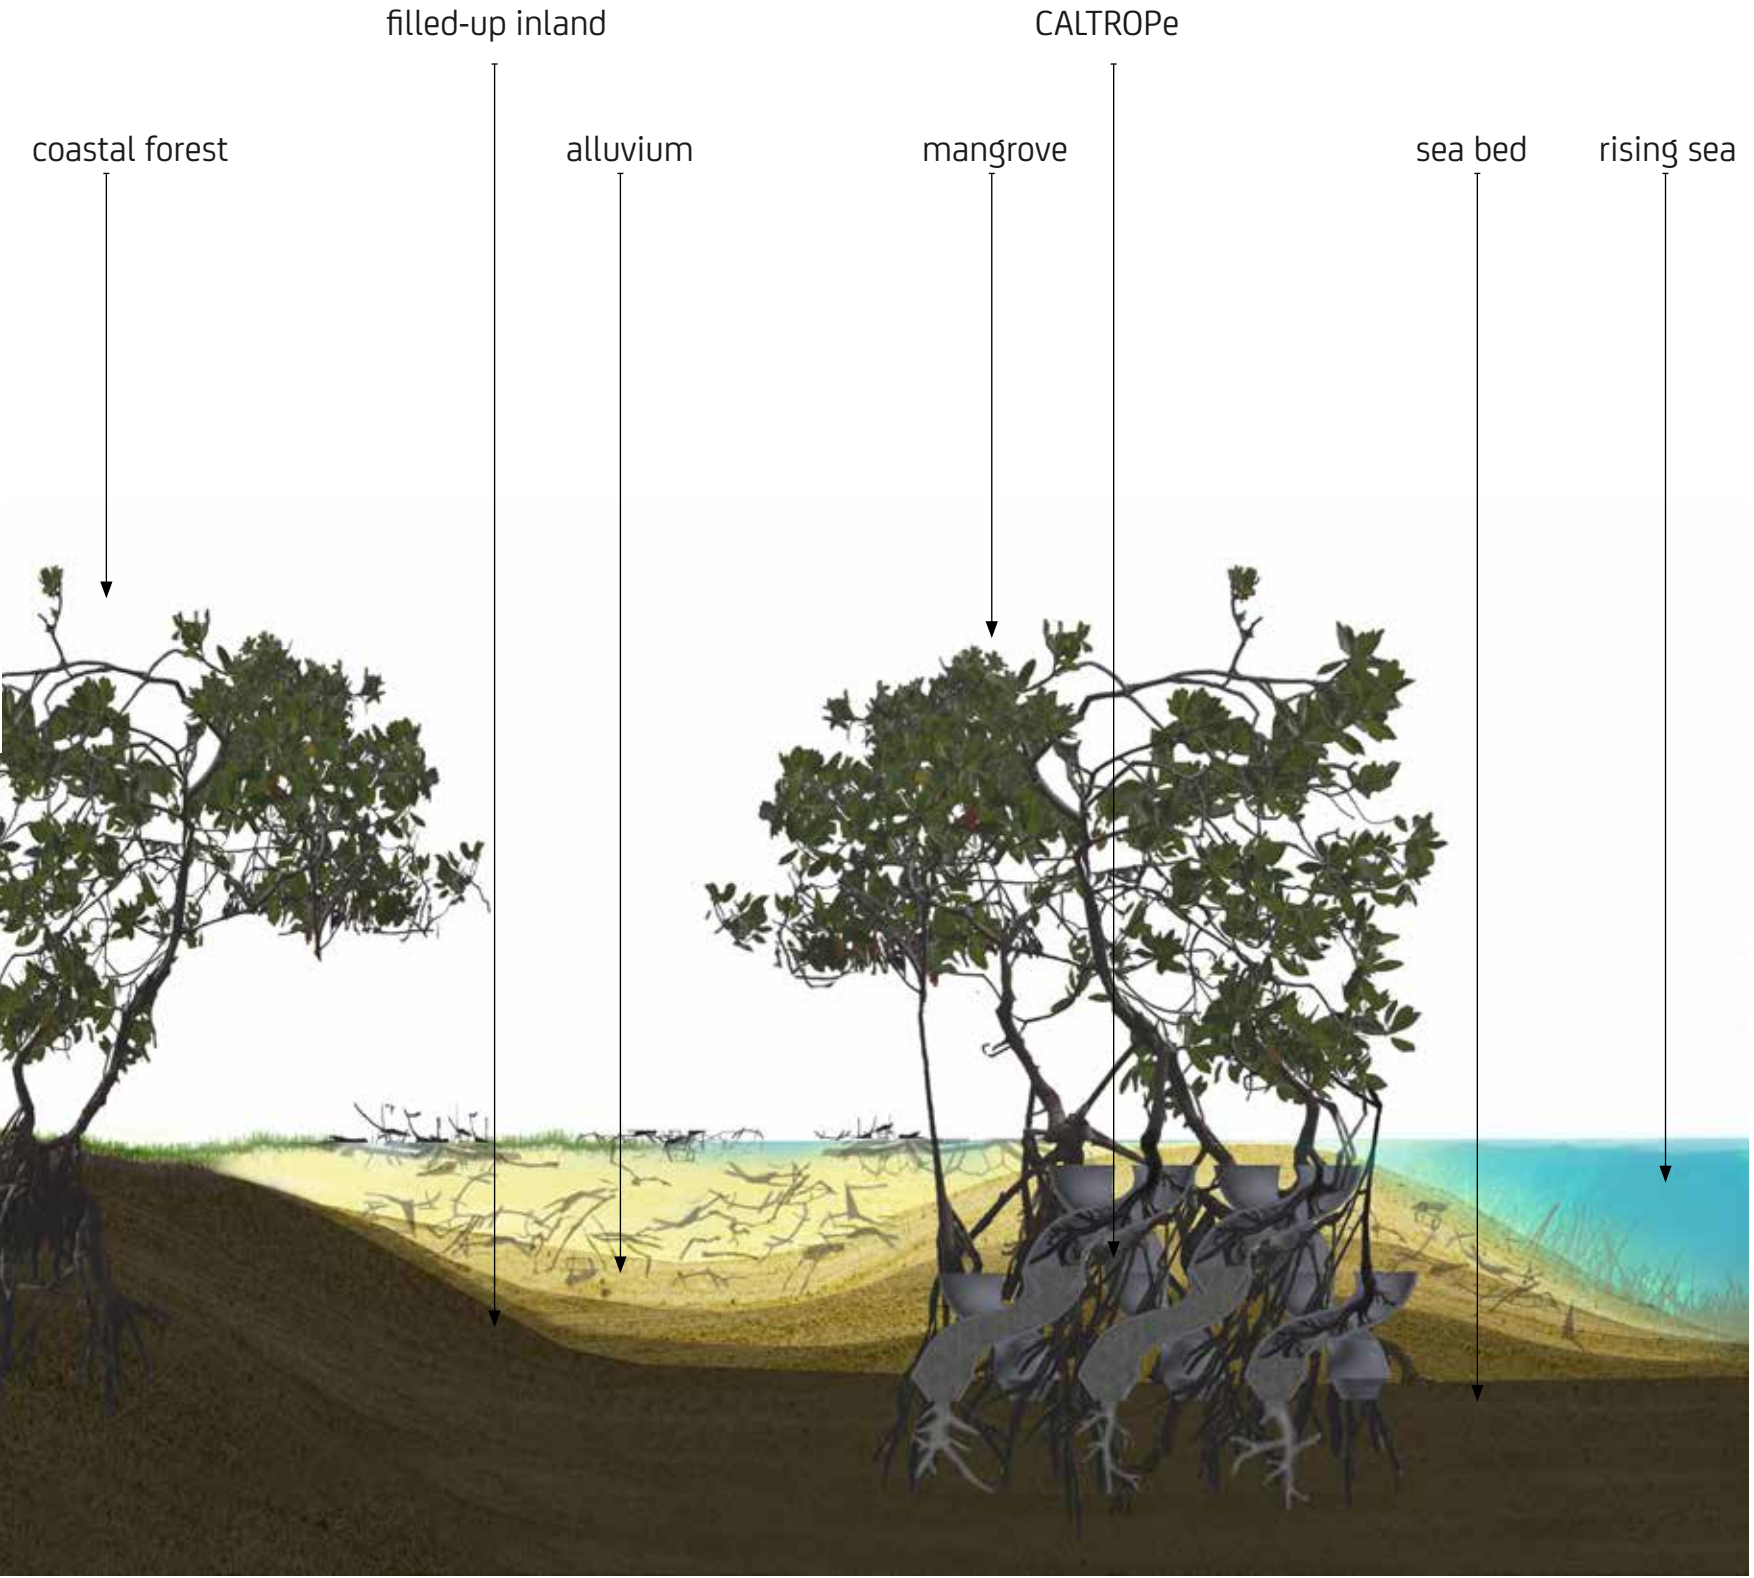 filled-up inland
CALTROPe
coastal forest
alluvium
mangrove
sea bed
rising sea